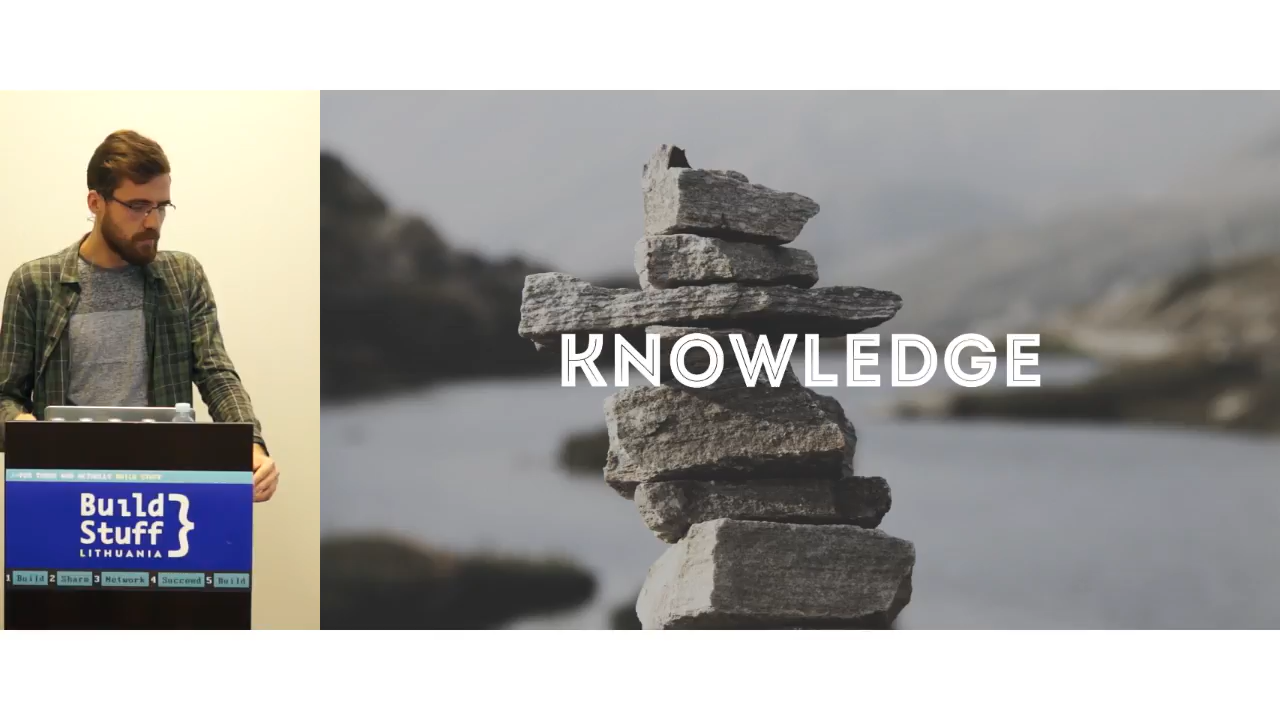 KNOWLEDGE
Build
Stuff }
LITHUANIA
1 Build 2 Share 3 Network 4 Succeed 5 Build